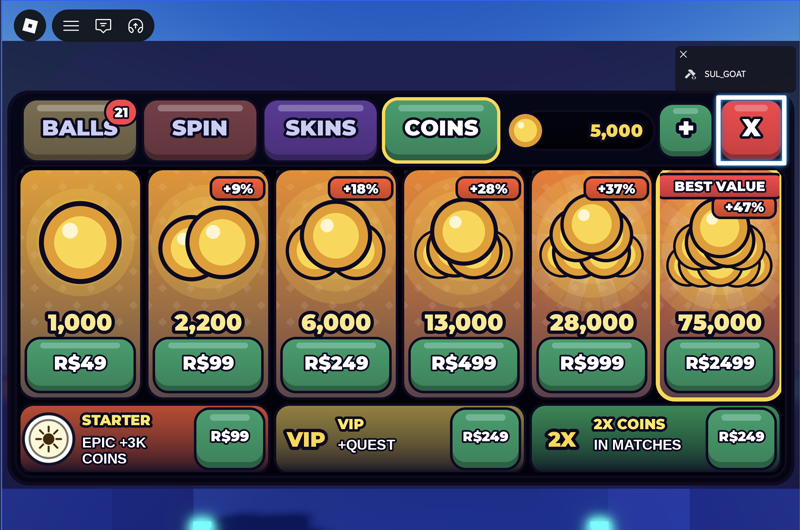 SUL_GOAT
BALLS
21
SPIN
SKINS
COINS
5,000
+
X
+9%
+18%
+28%
+37%
BEST VALUE
+47%
1,000
2,200
6,000
13,000
28,000
75,000
R$49
R$99
R$249
R$499
R$999
R$2499
STARTER
EPIC +3K
COINS
R$99
VIP
VIP
+QUEST
R$249
2X
2X COINS
IN MATCHES
R$249